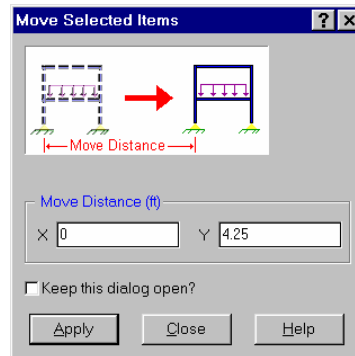 Move Selected Items
Move Distance
Move Distance (ft)
X 0 Y 4.25
Keep this dialog open?
Apply Close Help